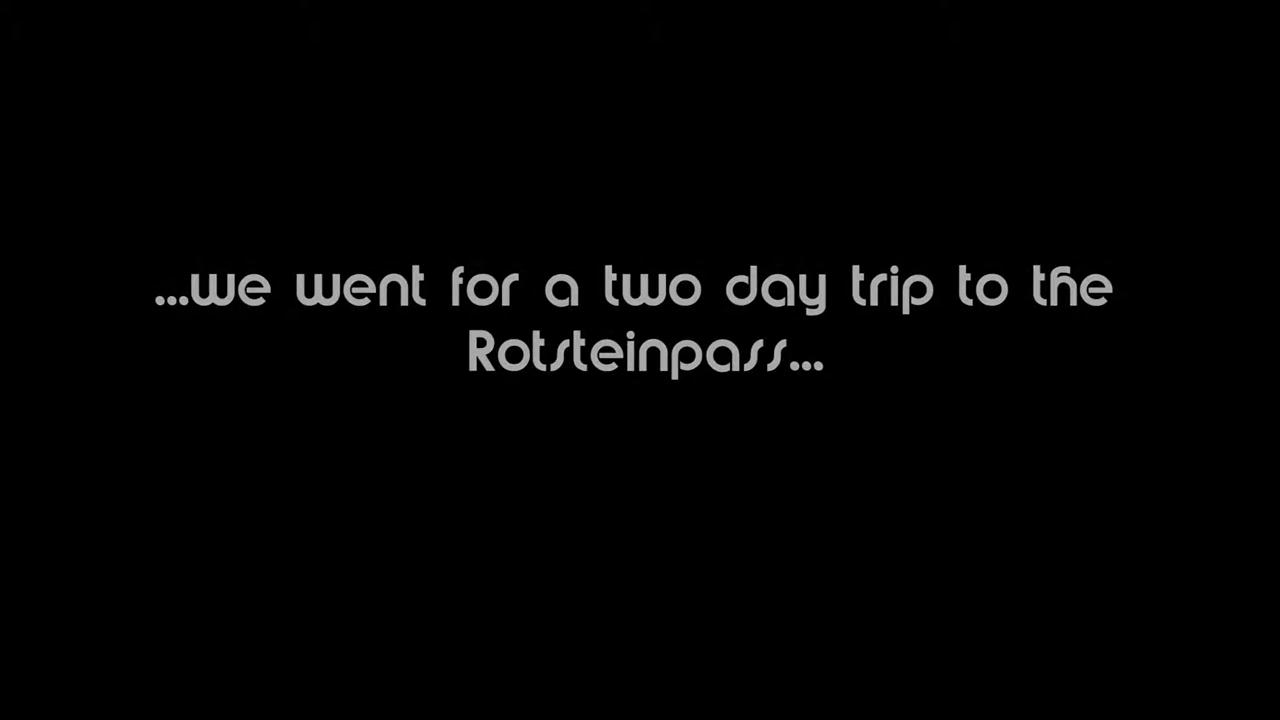 ...we went for a two day trip to the
Rotsteinpass...